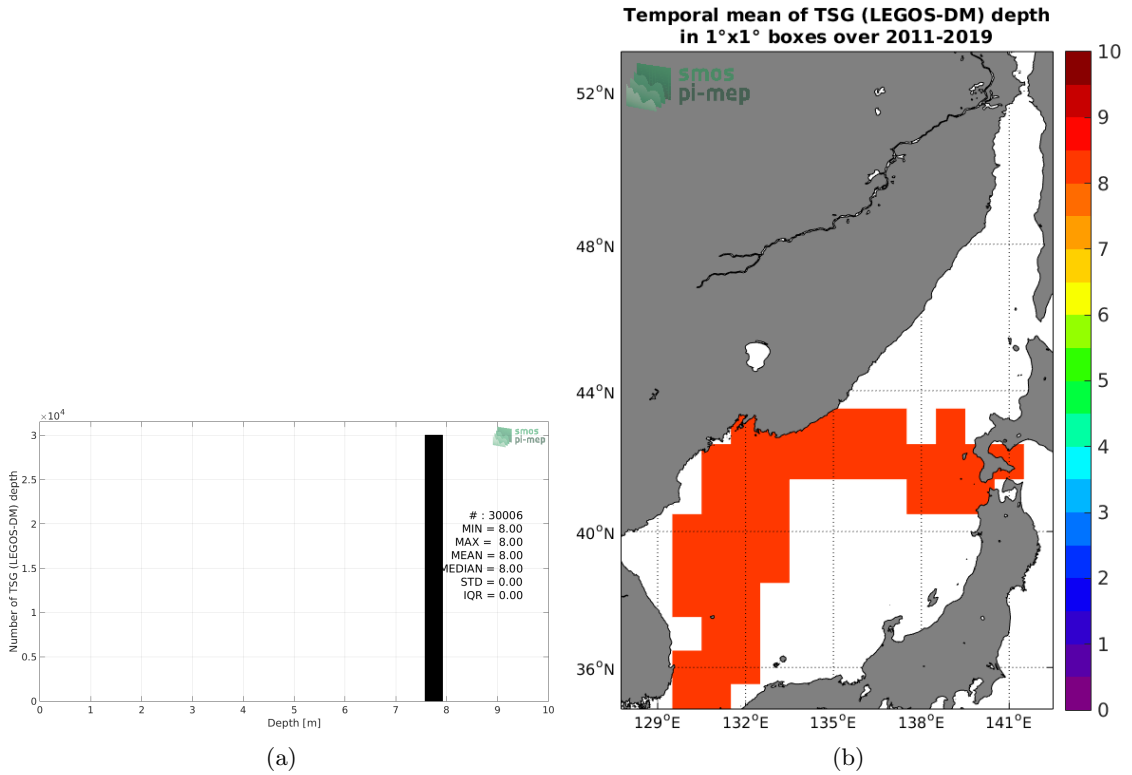 ×10⁴
3
2.5
2
1.5
1
0.5
0
0 1 2 3 4 5 6 7 8 9 10
Number of TSG (LEGOS-DM) depth
Depth [m]
smos
pi-mep
# : 30006
MIN = 8.00
MAX = 8.00
MEAN = 8.00
MEDIAN = 8.00
STD = 0.00
IQR = 0.00
(a)
Temporal mean of TSG (LEGOS-DM) depth
in 1°x1° boxes over 2011-2019
smos
pi-mep
52°N
48°N
44°N
40°N
36°N
129°E 132°E 135°E 138°E 141°E
10
9
8
7
6
5
4
3
2
1
0
(b)